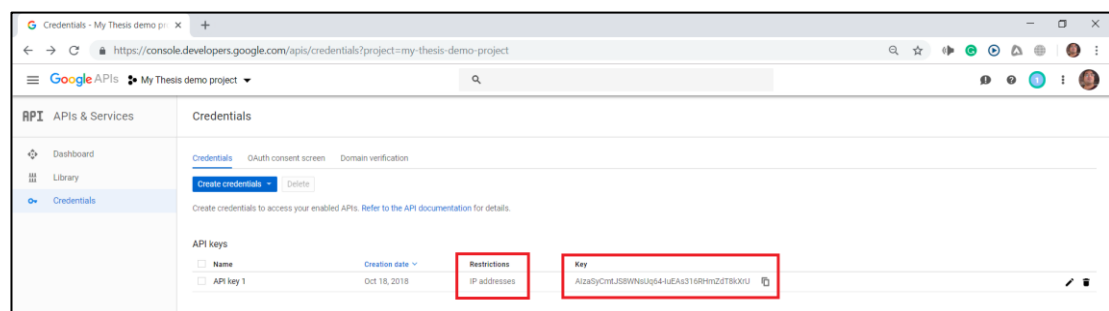 Credentials - My Thesis demo pr
https://console.developers.google.com/apis/credentials?project=my-thesis-demo-project
Google APIs My Thesis demo project
API APIs & Services Credentials
Dashboard
Library
Credentials
Credentials OAuth consent screen Domain verification
Create credentials Delete
Create credentials to access your enabled APIs. Refer to the API documentation for details.
API keys
Name Creation date Restrictions Key
API key 1 Oct 18, 2018 IP addresses AIzaSyCmtJS8WNsUq64-IuEAs316RHmZdT8kXrU